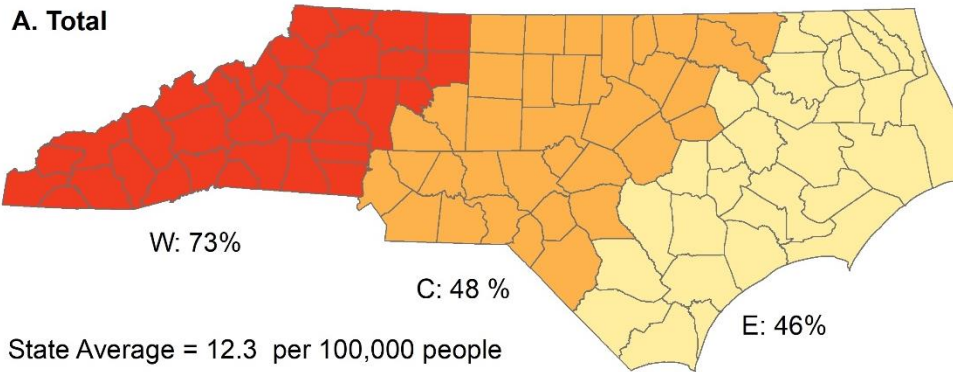 A. Total
W: 73%
C: 48 %
E: 46%
State Average = 12.3 per 100,000 people